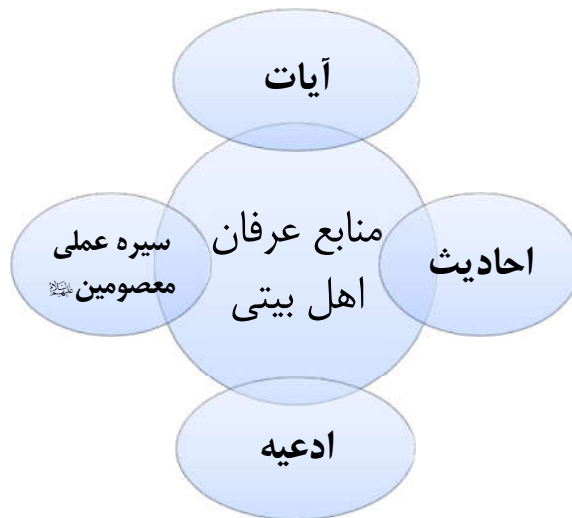 آیات
منابع عرفان
اهل بیتی
احادیث
سیره عملی
معصومین علیهم‌السلام
ادعیه